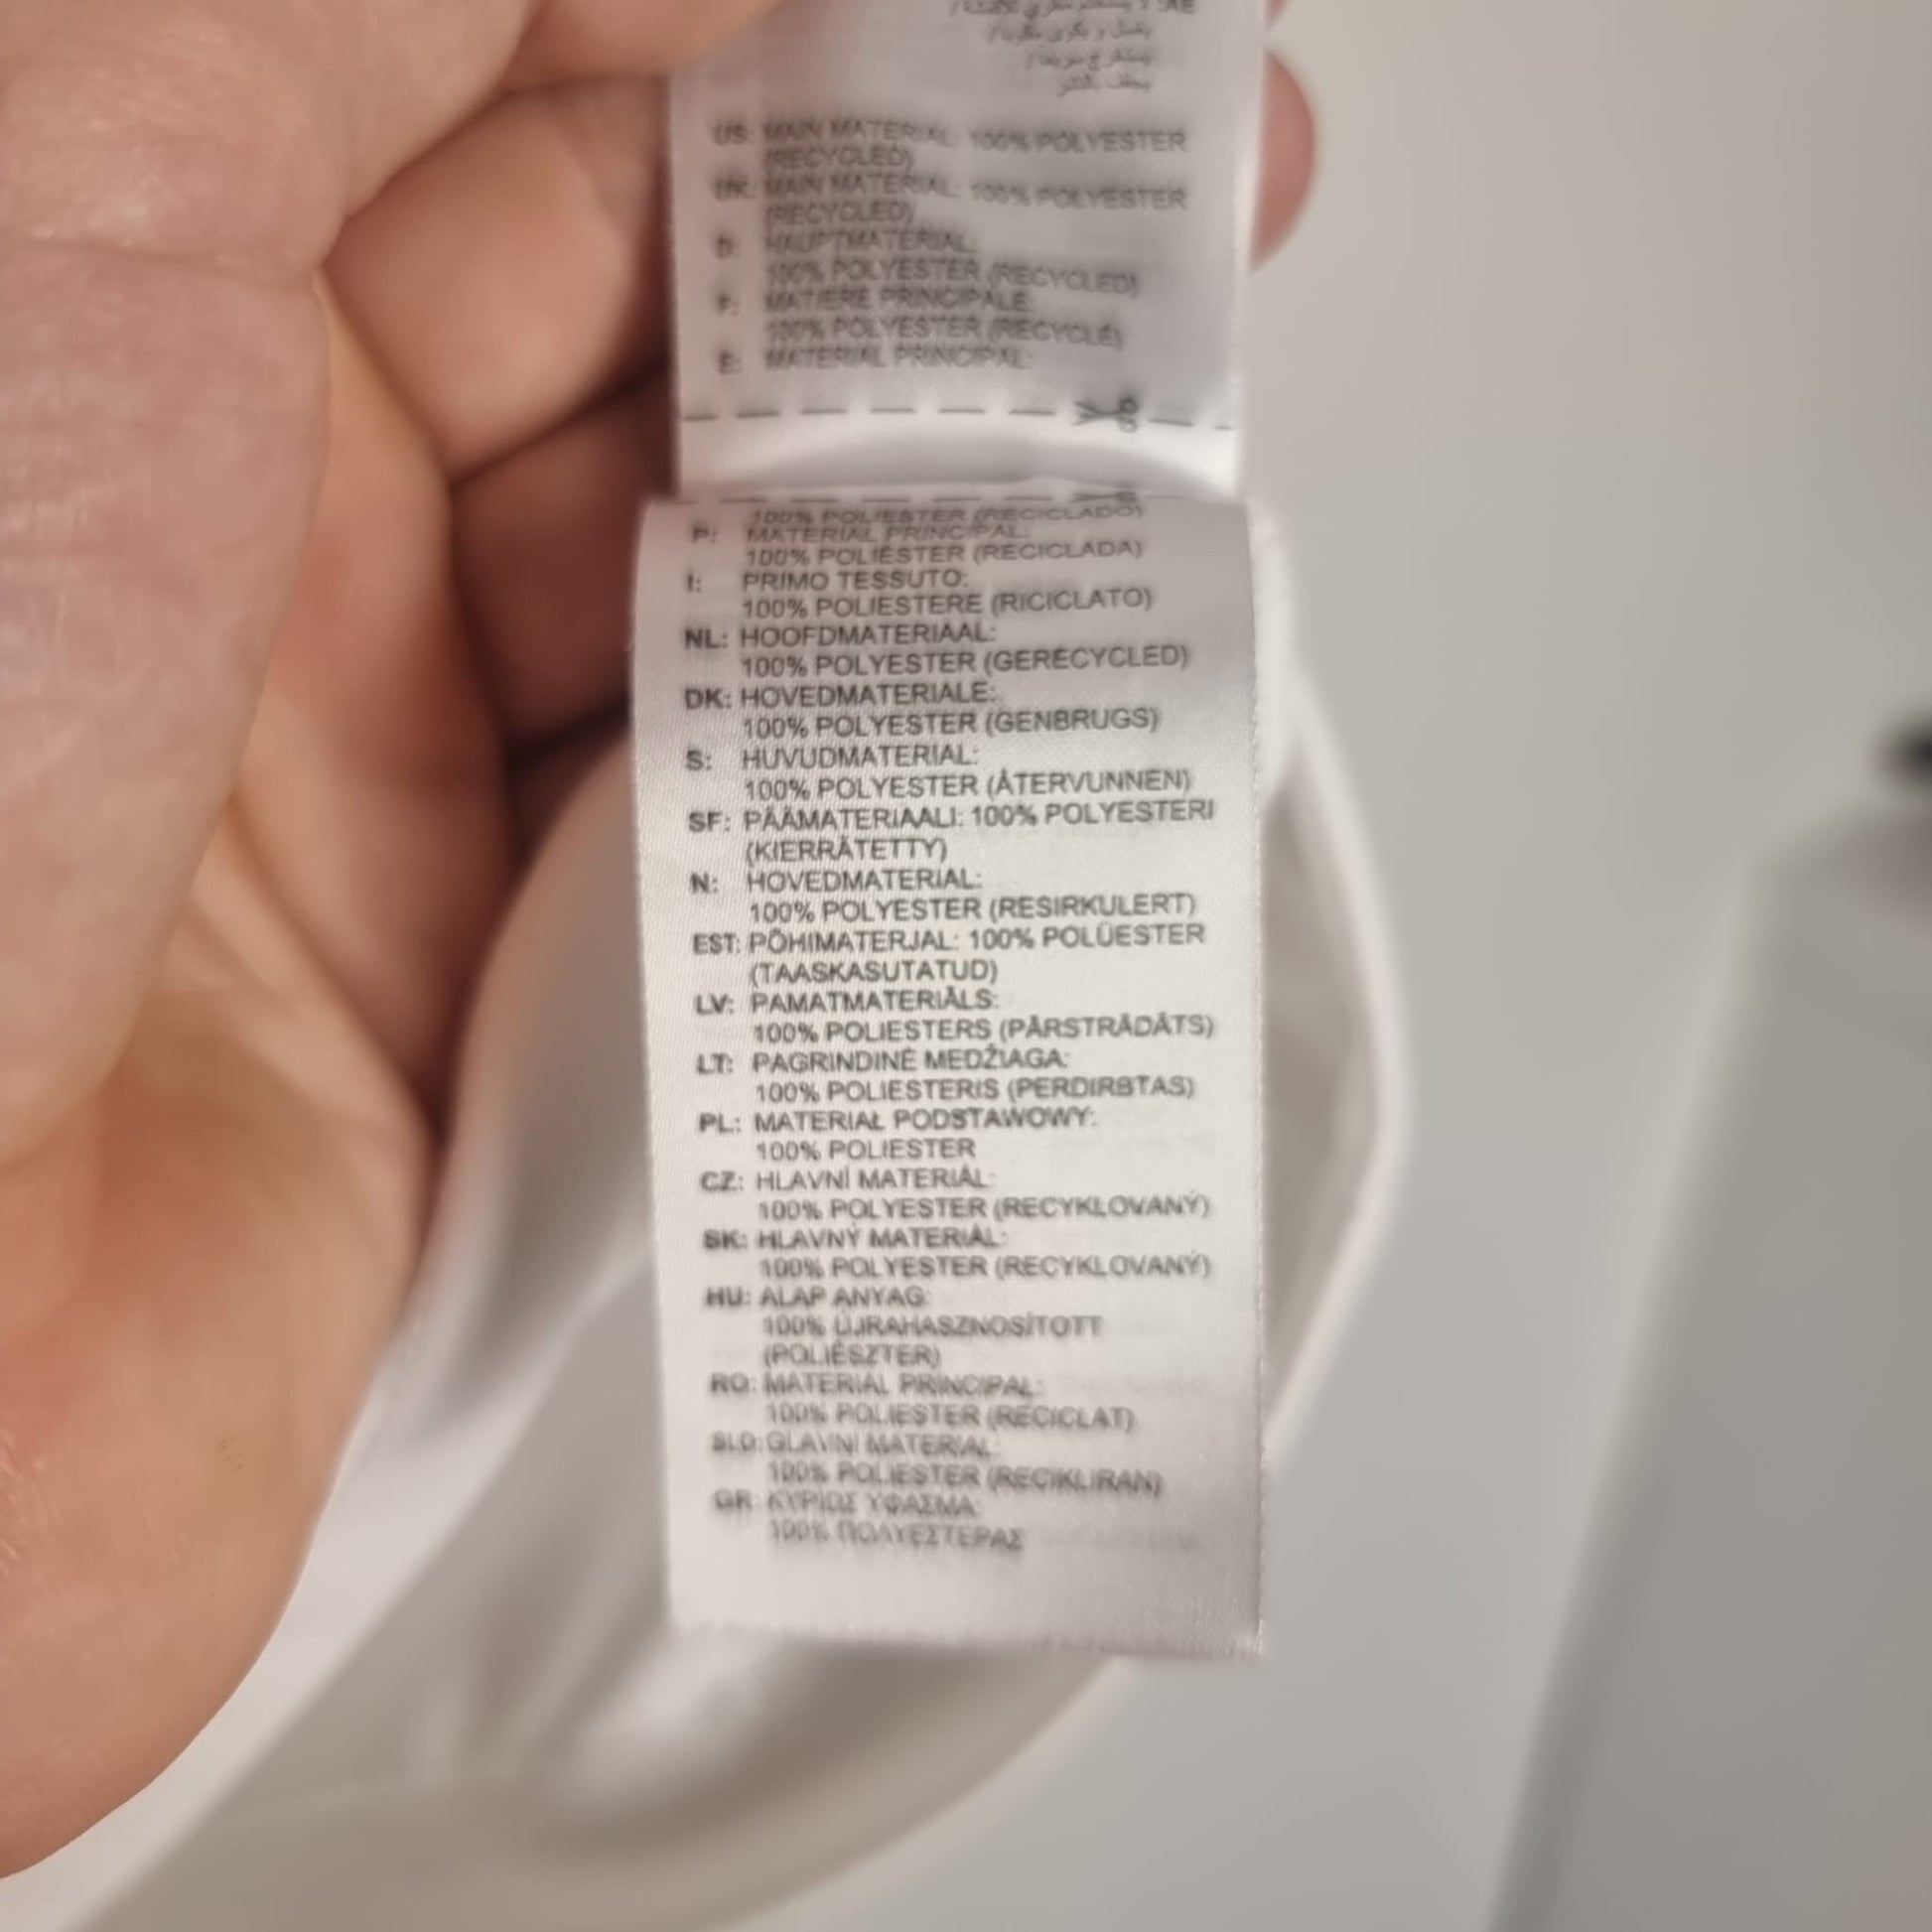 US: MAIN MATERIAL: 100% POLYESTER
(RECYCLED)
UK: MAIN MATERIAL: 100% POLYESTER
(RECYCLED)
D: HAUPTMATERIAL:
100% POLYESTER (RECYCLED)
F: MATIERE PRINCIPALE:
100% POLYESTER (RECYCLÉ)
E: MATERIAL PRINCIPAL:
100% POLIESTER (RECICLADO)
P: MATERIAL PRINCIPAL:
100% POLIÉSTER (RECICLADA)
I: PRIMO TESSUTO:
100% POLIESTERE (RICICLATO)
NL: HOOFDMATERIAAL:
100% POLYESTER (GERECYCLED)
DK: HOVEDMATERIALE:
100% POLYESTER (GENBRUGS)
S: HUVUDMATERIAL:
100% POLYESTER (ÅTERVUNNEN)
SF: PÄÄMATERIAALI: 100% POLYESTERI
(KIERRÄTETTY)
N: HOVEDMATERIAL:
100% POLYESTER (RESIRKULERT)
EST: PÕHIMATERJAL: 100% POLÜESTER
(TAASKASUTATUD)
LV: PAMATMATERIĀLS:
100% POLIESTERS (PĀRSTRĀDĀTS)
LT: PAGRINDINĖ MEDŽIAGA:
100% POLIESTERIS (PERDIRBTAS)
PL: MATERIAŁ PODSTAWOWY:
100% POLIESTER
CZ: HLAVNÍ MATERIÁL:
100% POLYESTER (RECYKLOVANÝ)
SK: HLAVNÝ MATERIÁL:
100% POLYESTER (RECYKLOVANÝ)
HU: ALAP ANYAG:
100% ÚJRAHASZNOSÍTOTT
(POLIÉSZTER)
RO: MATERIAL PRINCIPAL:
100% POLIESTER (RECICLAT)
SLO: GLAVNI MATERIAL:
100% POLIESTER (RECIKLIRAN)
GR: ΚΥΡΙΩΣ ΥΦΑΣΜΑ:
100% ΠΟΛΥΕΣΤΕΡΑΣ